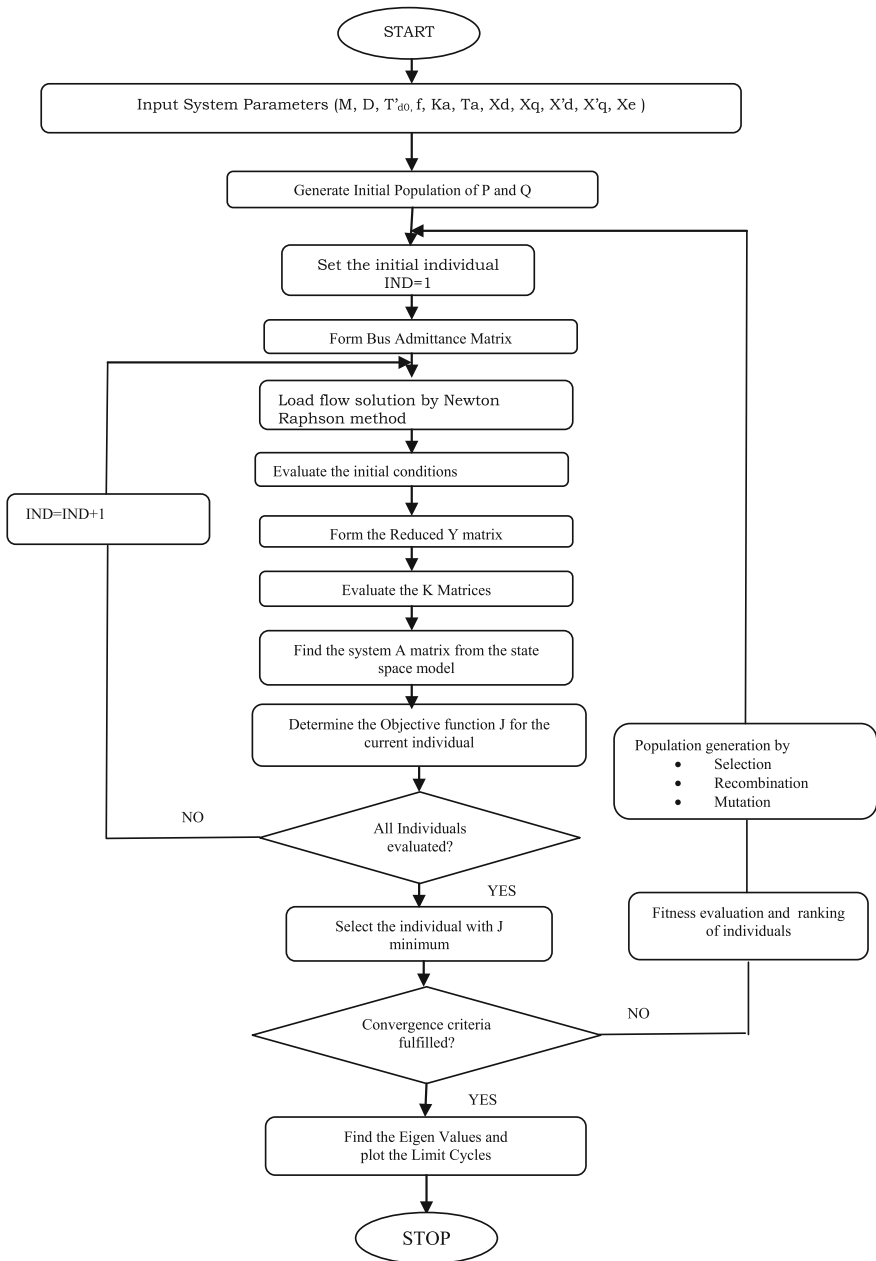 START
Input System Parameters (M, D, T'd0, f, Ka, Ta, Xd, Xq, X'd, X'q, Xe )
Generate Initial Population of P and Q
Set the initial individual
IND=1
Form Bus Admittance Matrix
Load flow solution by Newton
Raphson method
Evaluate the initial conditions
IND=IND+1
Form the Reduced Y matrix
Evaluate the K Matrices
Find the system A matrix from the state
space model
Determine the Objective function J for the
current individual
Population generation by
• Selection
• Recombination
• Mutation
NO
All Individuals
evaluated?
YES
Select the individual with J
minimum
Fitness evaluation and ranking
of individuals
Convergence criteria
fulfilled?
NO
YES
Find the Eigen Values and
plot the Limit Cycles
STOP